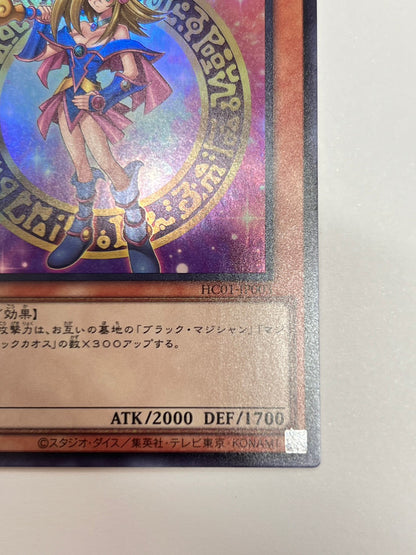 HC01-JP003
効果】
攻撃力は、お互いの墓地の「ブラック・マジシャン」「マジ
ックカオス」の数×300アップする。
ATK/2000 DEF/1700
©スタジオ・ダイス/集英社・テレビ東京・KONAMI